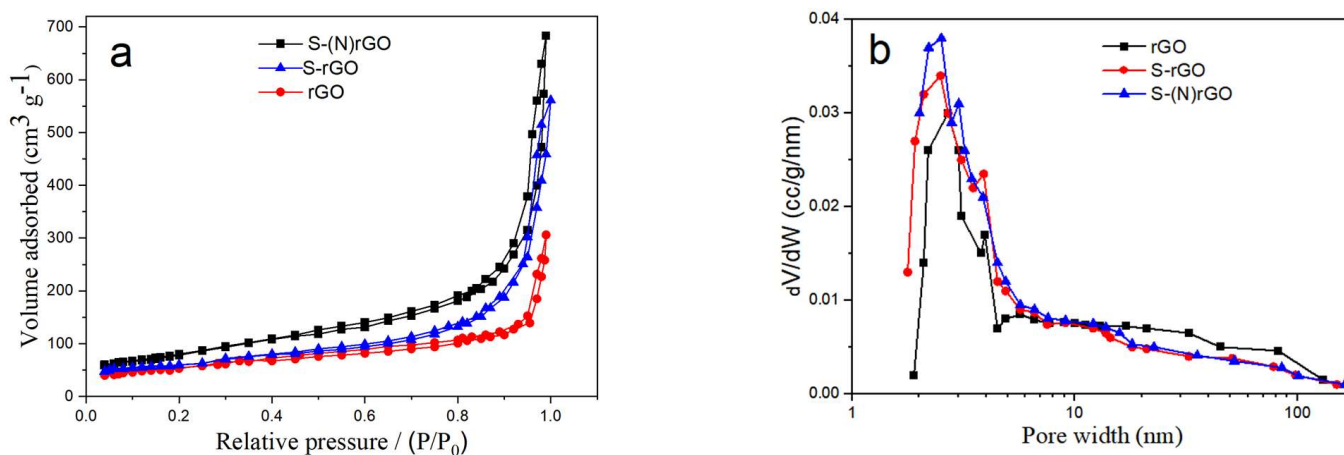 a
S-(N)rGO
S-rGO
rGO
Volume adsorbed (cm³ g⁻¹)
700
600
500
400
300
200
100
0
0.0 0.2 0.4 0.6 0.8 1.0
Relative pressure / (P/P₀)
b
rGO
S-rGO
S-(N)rGO
dV/dW (cc/g/nm)
0.04
0.03
0.02
0.01
0.00
1 10 100
Pore width (nm)